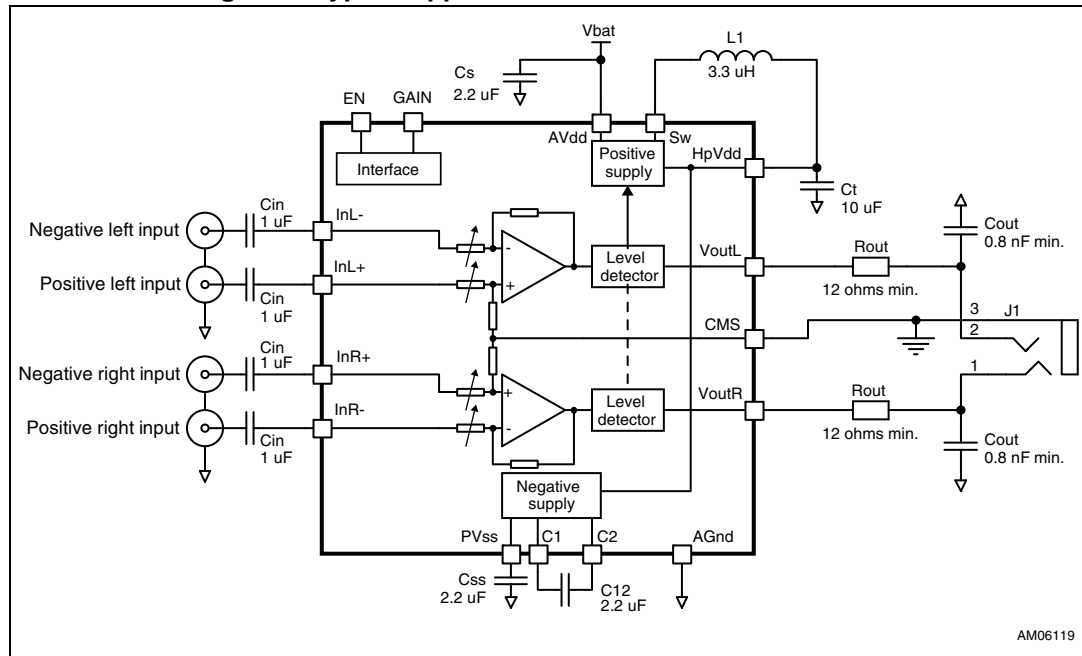 Vbat
L1
3.3 uH
Cs
2.2 uF
EN
GAIN
AVdd
Sw
HpVdd
Interface
Positive
supply
Ct
10 uF
Cin
1 uF
InL-
Negative left input
Cout
0.8 nF min.
-
+
Level
detector
VoutL
Rout
12 ohms min.
Positive left input
InL+
Cin
1 uF
CMS
3
J1
2
1
Cin
1 uF
InR+
Negative right input
+
-
Level
detector
VoutR
Rout
12 ohms min.
Positive right input
InR-
Cin
1 uF
Cout
0.8 nF min.
Negative
supply
PVss
C1
C2
AGnd
Css
2.2 uF
C12
2.2 uF
AM06119